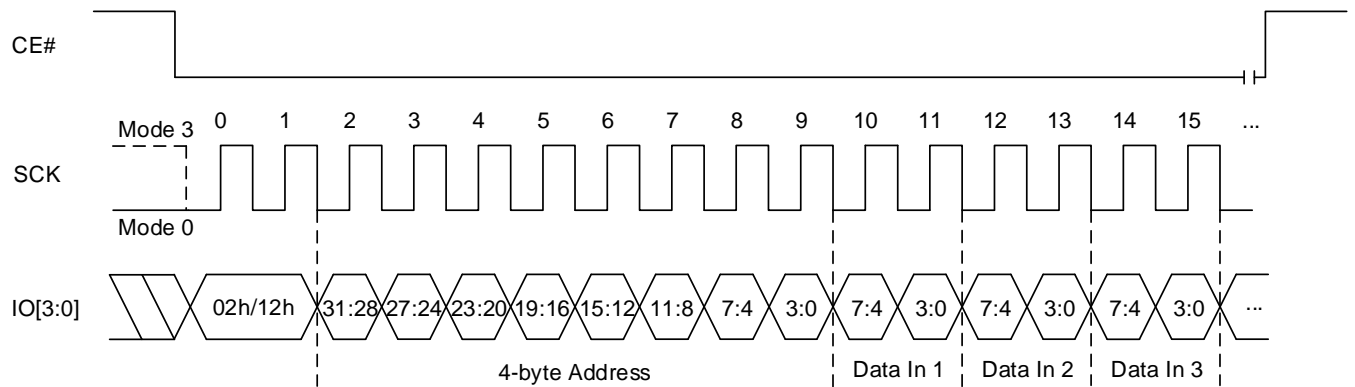 CE#
Mode 3 0 1 2 3 4 5 6 7 8 9 10 11 12 13 14 15 ...
SCK
Mode 0
IO[3:0] 02h/12h 31:28 27:24 23:20 19:16 15:12 11:8 7:4 3:0 7:4 3:0 7:4 3:0 7:4 3:0 ...
4-byte Address Data In 1 Data In 2 Data In 3